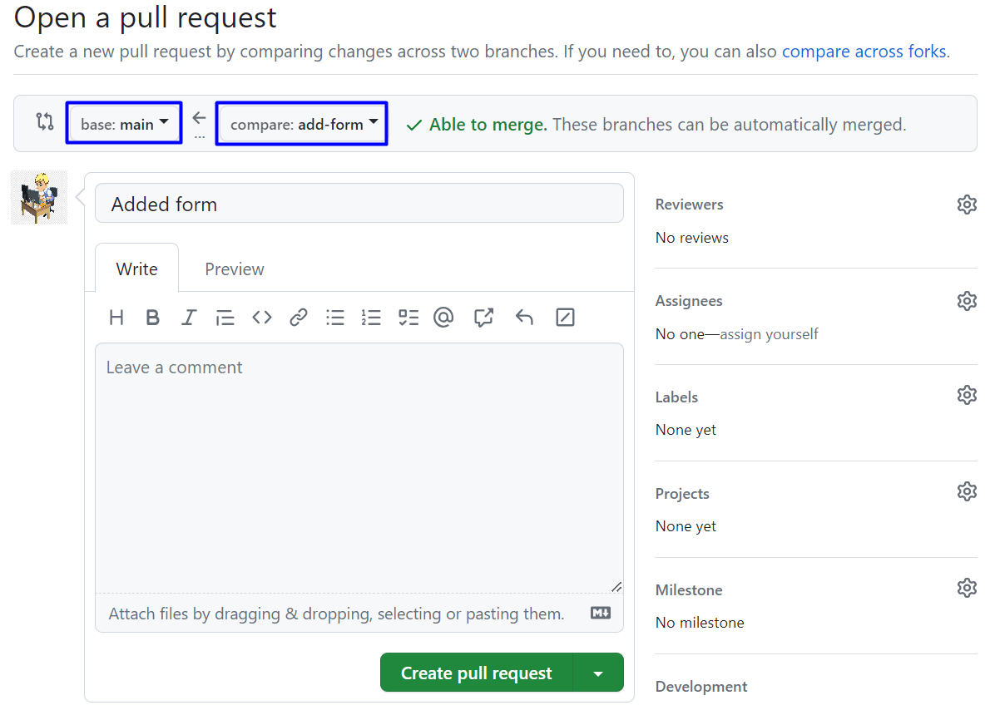 Open a pull request
Create a new pull request by comparing changes across two branches. If you need to, you can also compare across forks.
base: main
...
compare: add-form
Able to merge. These branches can be automatically merged.
Added form
Write
Preview
Leave a comment
Attach files by dragging & dropping, selecting or pasting them.
Create pull request
Reviewers
No reviews
Assignees
No one—assign yourself
Labels
None yet
Projects
None yet
Milestone
No milestone
Development